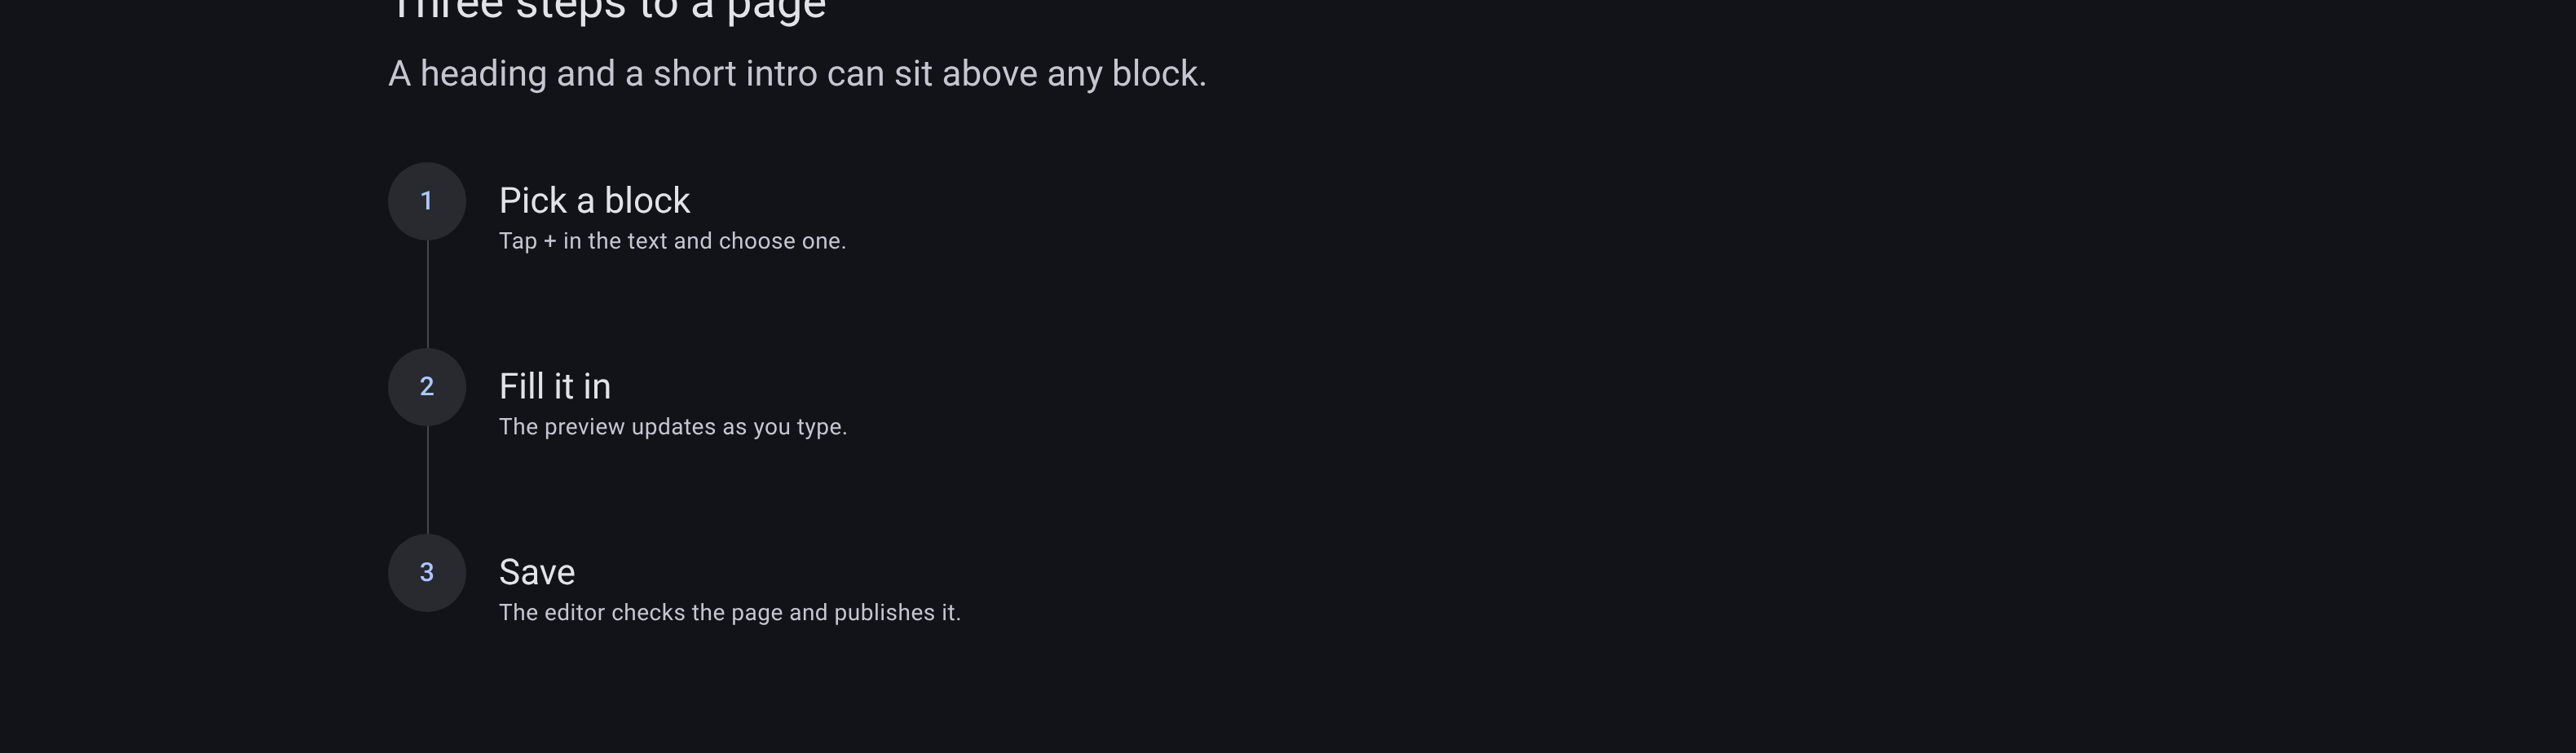 Three steps to a page
A heading and a short intro can sit above any block.
1
Pick a block
Tap + in the text and choose one.
2
Fill it in
The preview updates as you type.
3
Save
The editor checks the page and publishes it.